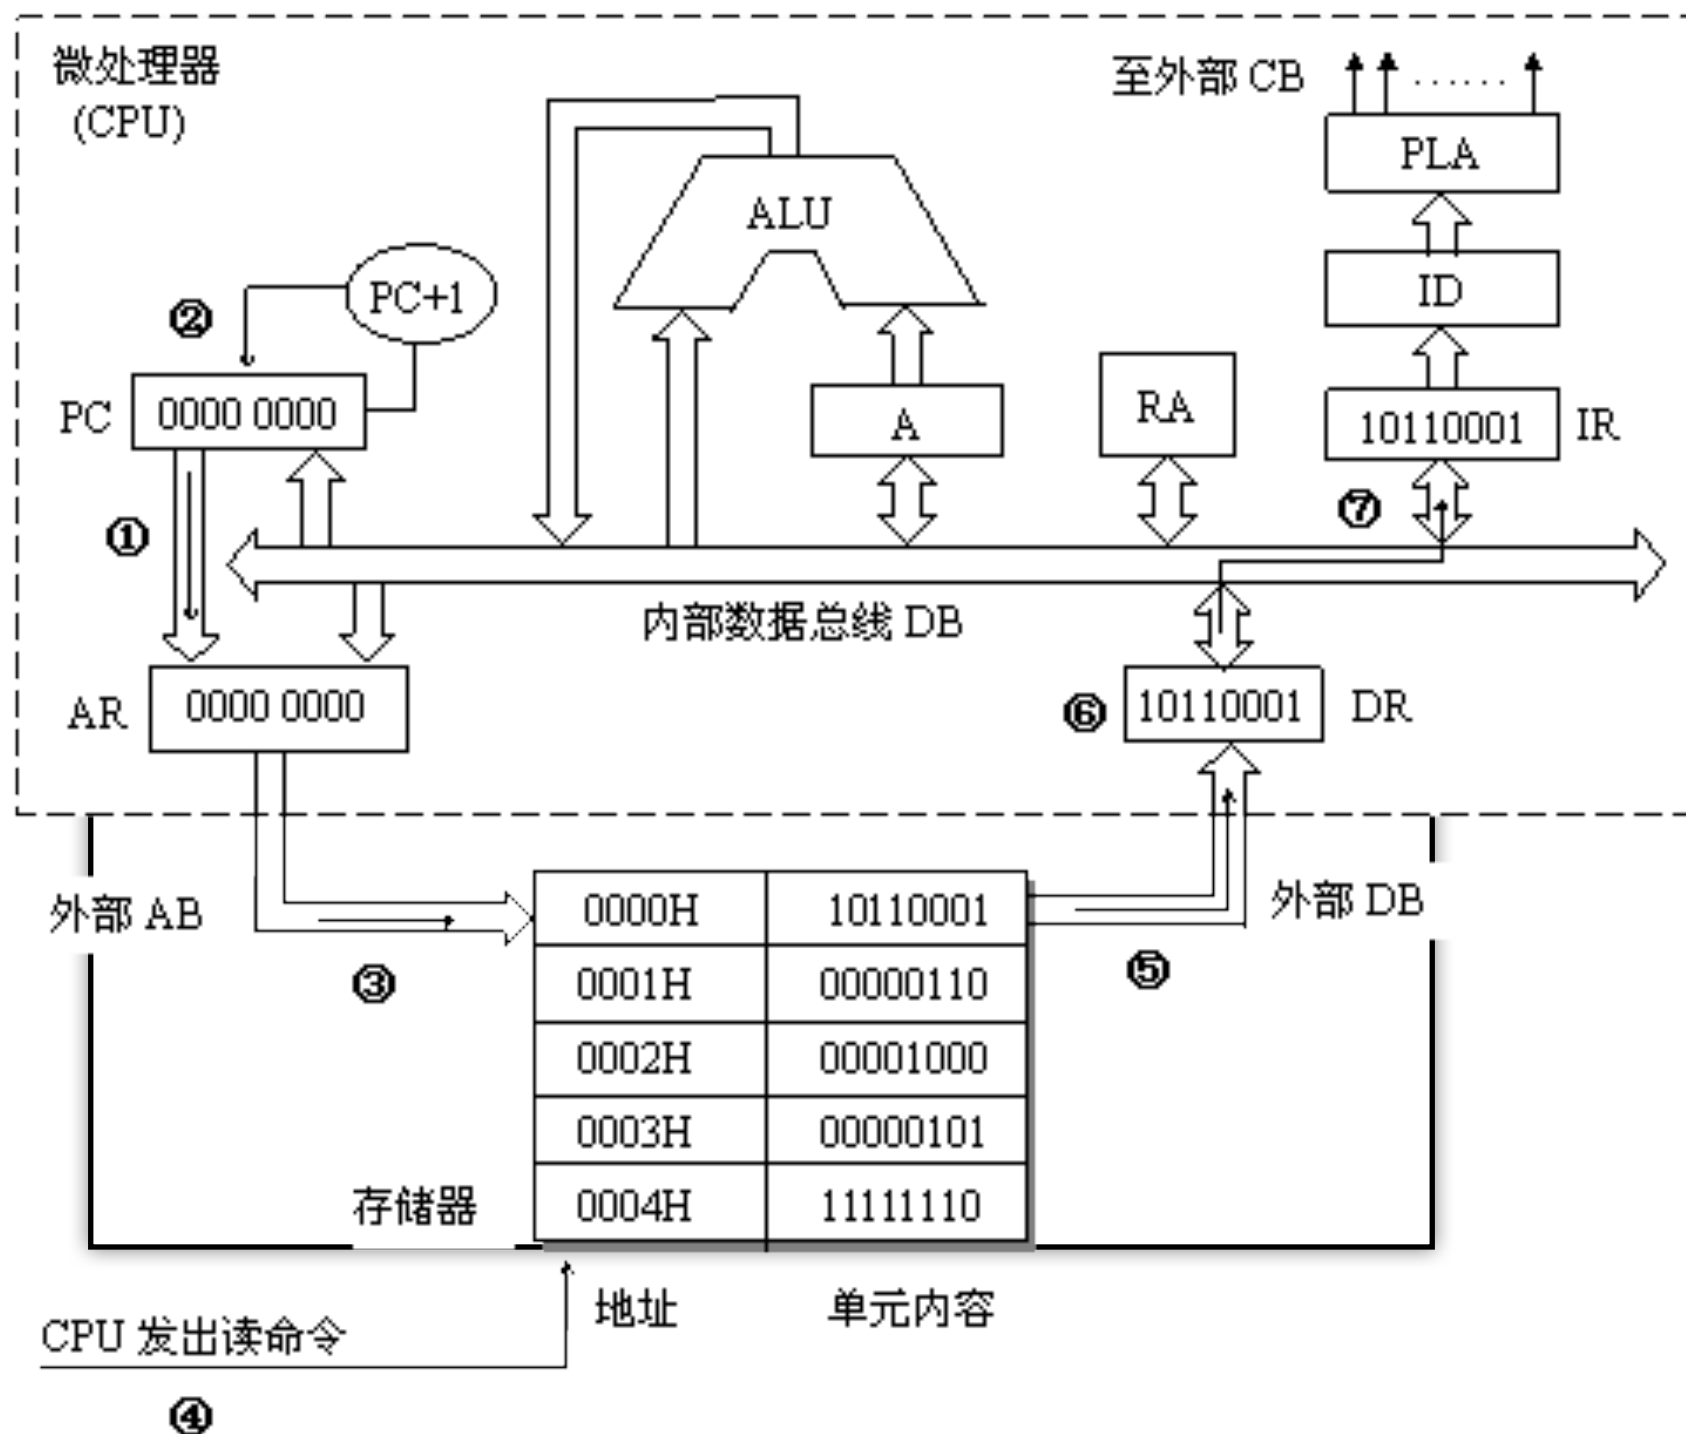 微处理器
(CPU)
至外部 CB
······
PLA
ALU
ID
PC+1
②
PC
0000 0000
A
RA
10110001
IR
①
⑦
内部数据总线 DB
AR
0000 0000
⑥
10110001
DR
外部 AB
0000H 10110001
外部 DB
③
0001H 00000110
⑤
0002H 00001000
0003H 00000101
存储器
0004H 11111110
地址 单元内容
CPU 发出读命令
④